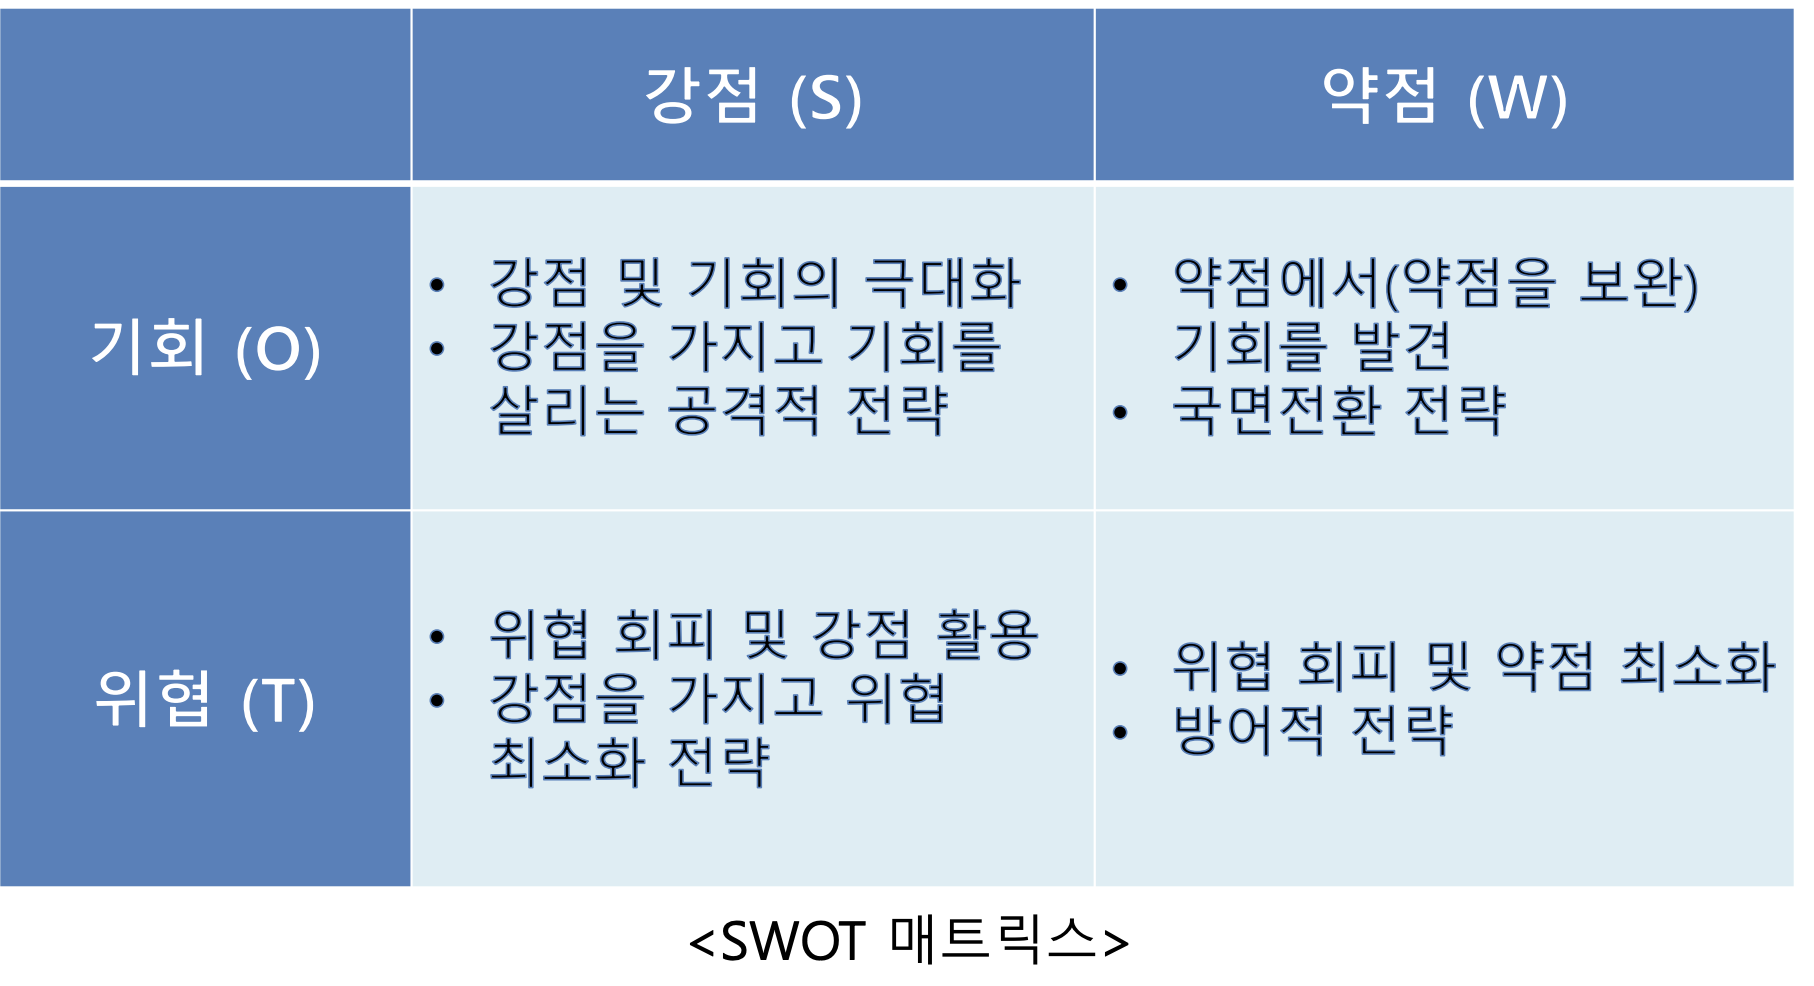 강점 (S)
약점 (W)
기회 (O)
• 강점 및 기회의 극대화
• 강점을 가지고 기회를
살리는 공격적 전략
• 약점에서(약점을 보완)
기회를 발견
• 국면전환 전략
위협 (T)
• 위협 회피 및 강점 활용
• 강점을 가지고 위협
최소화 전략
• 위협 회피 및 약점 최소화
• 방어적 전략
<SWOT 매트릭스>